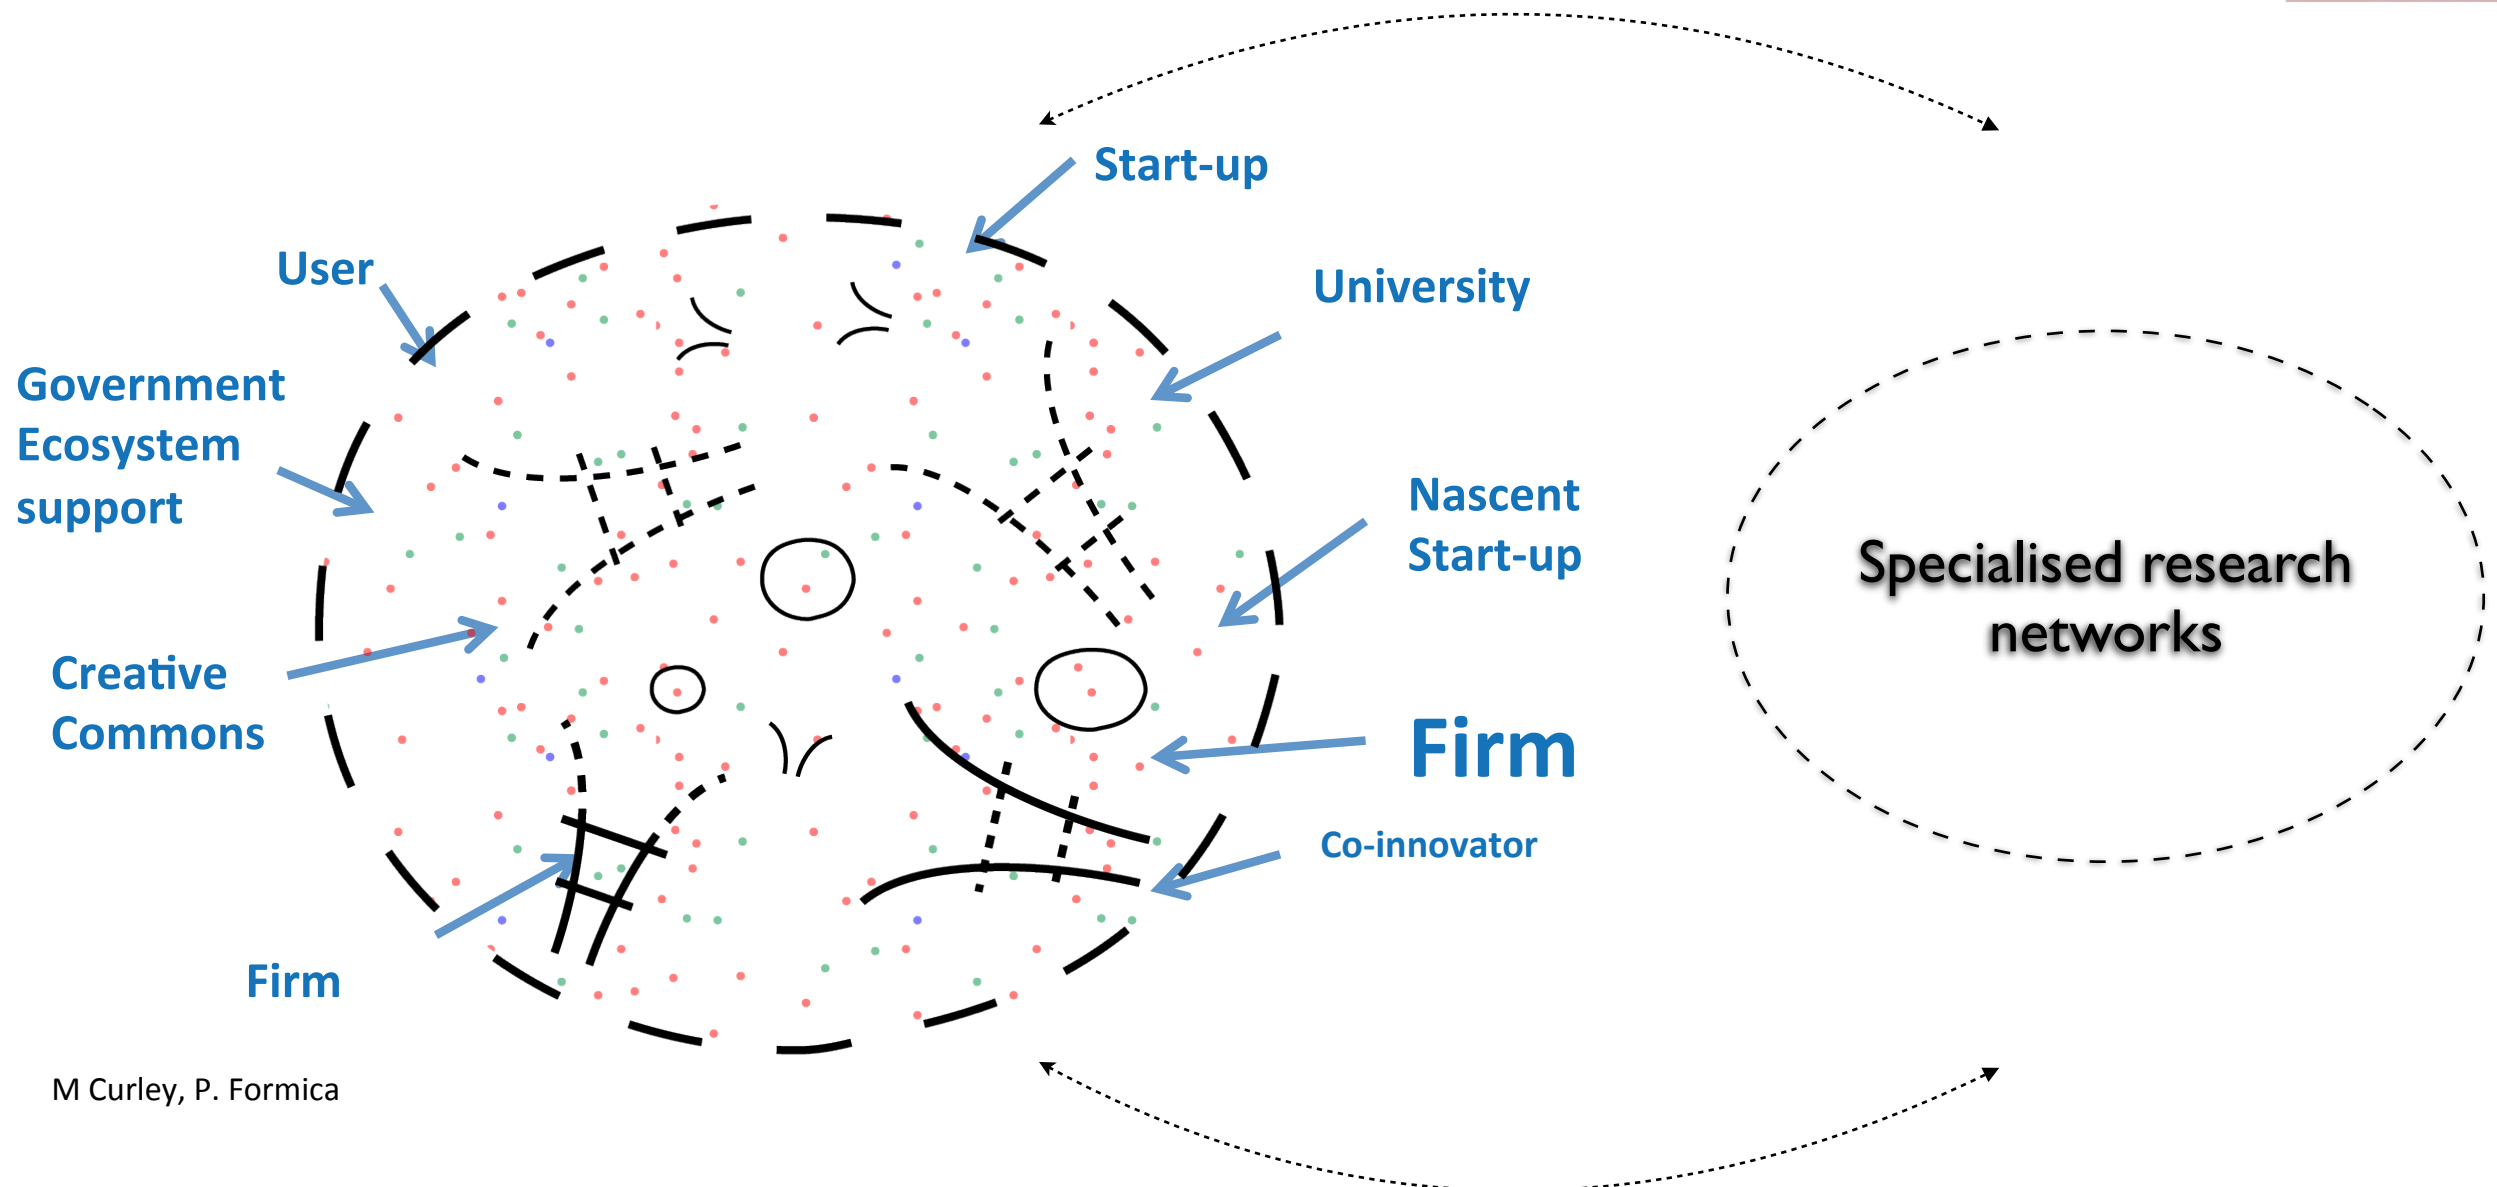 Start-up
User
University
Government
Ecosystem
support
Nascent
Start-up
Specialised research
networks
Creative
Commons
Firm
Co-innovator
Firm
M Curley, P. Formica